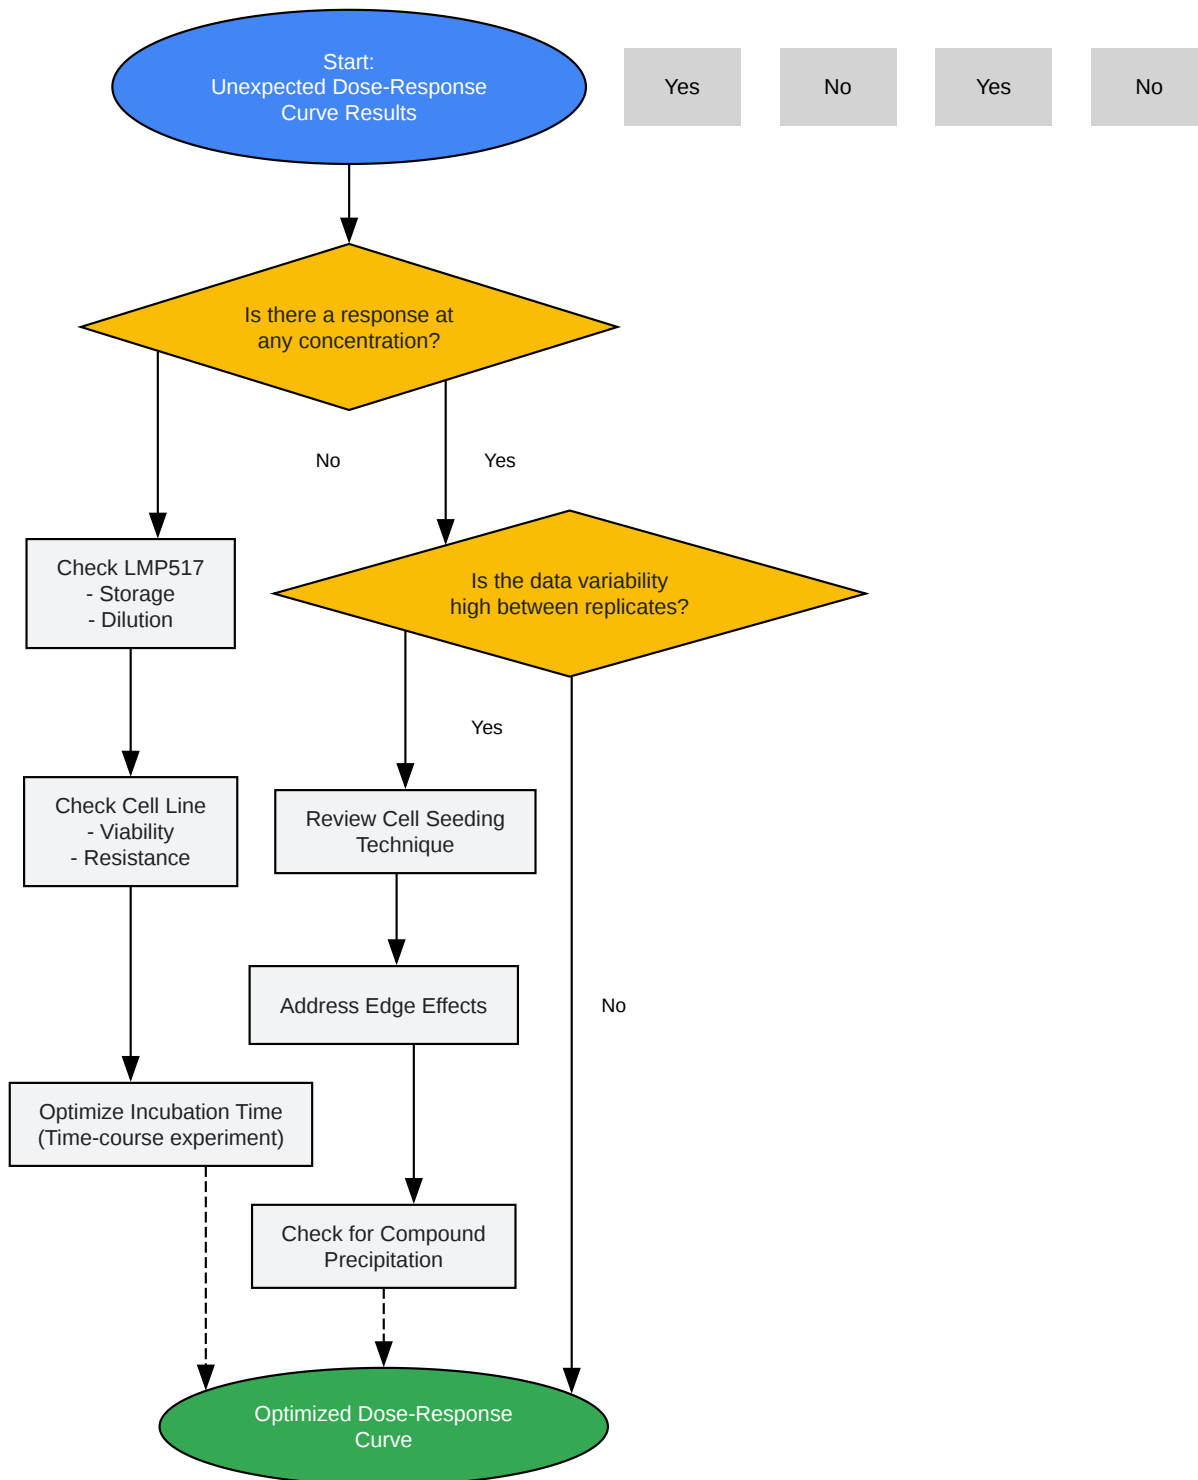 Start:
Unexpected Dose-Response
Curve Results
Yes
No
Yes
No
Is there a response at
any concentration?
No
Yes
Check LMP517
- Storage
- Dilution
Is the data variability
high between replicates?
Yes
Check Cell Line
- Viability
- Resistance
Review Cell Seeding
Technique
Address Edge Effects
No
Optimize Incubation Time
(Time-course experiment)
Check for Compound
Precipitation
Optimized Dose-Response
Curve